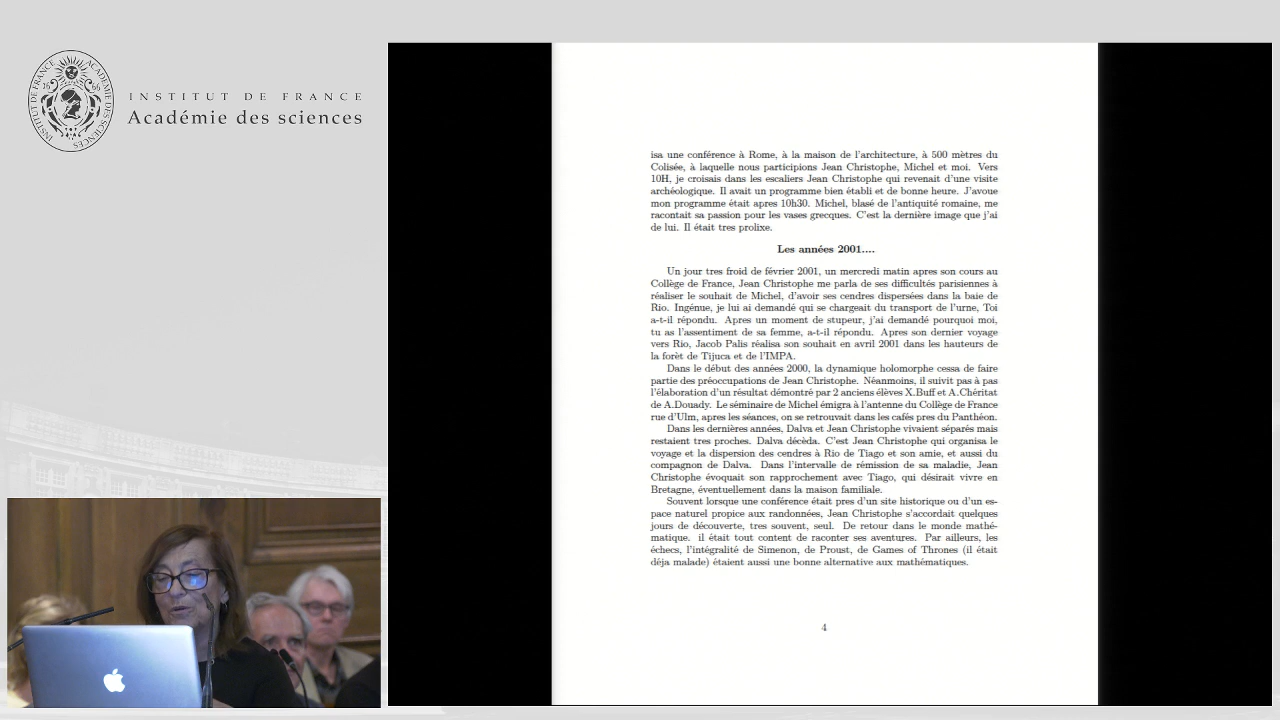 INSTITUT DE FRANCE
Académie des sciences
isa une conférence à Rome, à la maison de l'architecture, à 500 mètres du
Colisée, à laquelle nous participions Jean Christophe, Michel et moi. Vers
10H, je croisais dans les escaliers Jean Christophe qui revenait d'une visite
archéologique. Il avait un programme bien établi et de bonne heure. J'avoue
mon programme était apres 10h30. Michel, blasé de l'antiquité romaine, me
racontait sa passion pour les vases grecques. C'est la dernière image que j'ai
de lui. Il était tres prolixe.
Les années 2001....
Un jour tres froid de février 2001, un mercredi matin apres son cours au
Collège de France, Jean Christophe me parla de ses difficultés parisiennes à
réaliser le souhait de Michel, d'avoir ses cendres dispersées dans la baie de
Rio. Ingénue, je lui ai demandé qui se chargeait du transport de l'urne, Toi
a-t-il répondu. Apres un moment de stupeur, j'ai demandé pourquoi moi,
tu as l'assentiment de sa femme, a-t-il répondu. Apres son dernier voyage
vers Rio, Jacob Palis réalisa son souhait en avril 2001 dans les hauteurs de
la forèt de Tijuca et de l'IMPA.
Dans le début des années 2000, la dynamique holomorphe cessa de faire
partie des préoccupations de Jean Christophe. Néanmoins, il suivit pas à pas
l'élaboration d'un résultat démontré par 2 anciens élèves X.Buff et A.Chéritat
de A.Douady. Le séminaire de Michel émigra à l'antenne du Collège de France
rue d'Ulm, apres les séances, on se retrouvait dans les cafés pres du Panthéon.
Dans les dernières années, Dalva et Jean Christophe vivaient séparés mais
restaient tres proches. Dalva décèda. C'est Jean Christophe qui organisa le
voyage et la dispersion des cendres à Rio de Tiago et son amie, et aussi du
compagnon de Dalva. Dans l'intervalle de rémission de sa maladie, Jean
Christophe évoquait son rapprochement avec Tiago, qui désirait vivre en
Bretagne, éventuellement dans la maison familiale.
Souvent lorsque une conférence était pres d'un site historique ou d'un es-
pace naturel propice aux randonnées, Jean Christophe s'accordait quelques
jours de découverte, tres souvent, seul. De retour dans le monde mathé-
matique. il était tout content de raconter ses aventures. Par ailleurs, les
échecs, l'intégralité de Simenon, de Proust, de Games of Thrones (il était
déja malade) étaient aussi une bonne alternative aux mathématiques.
4